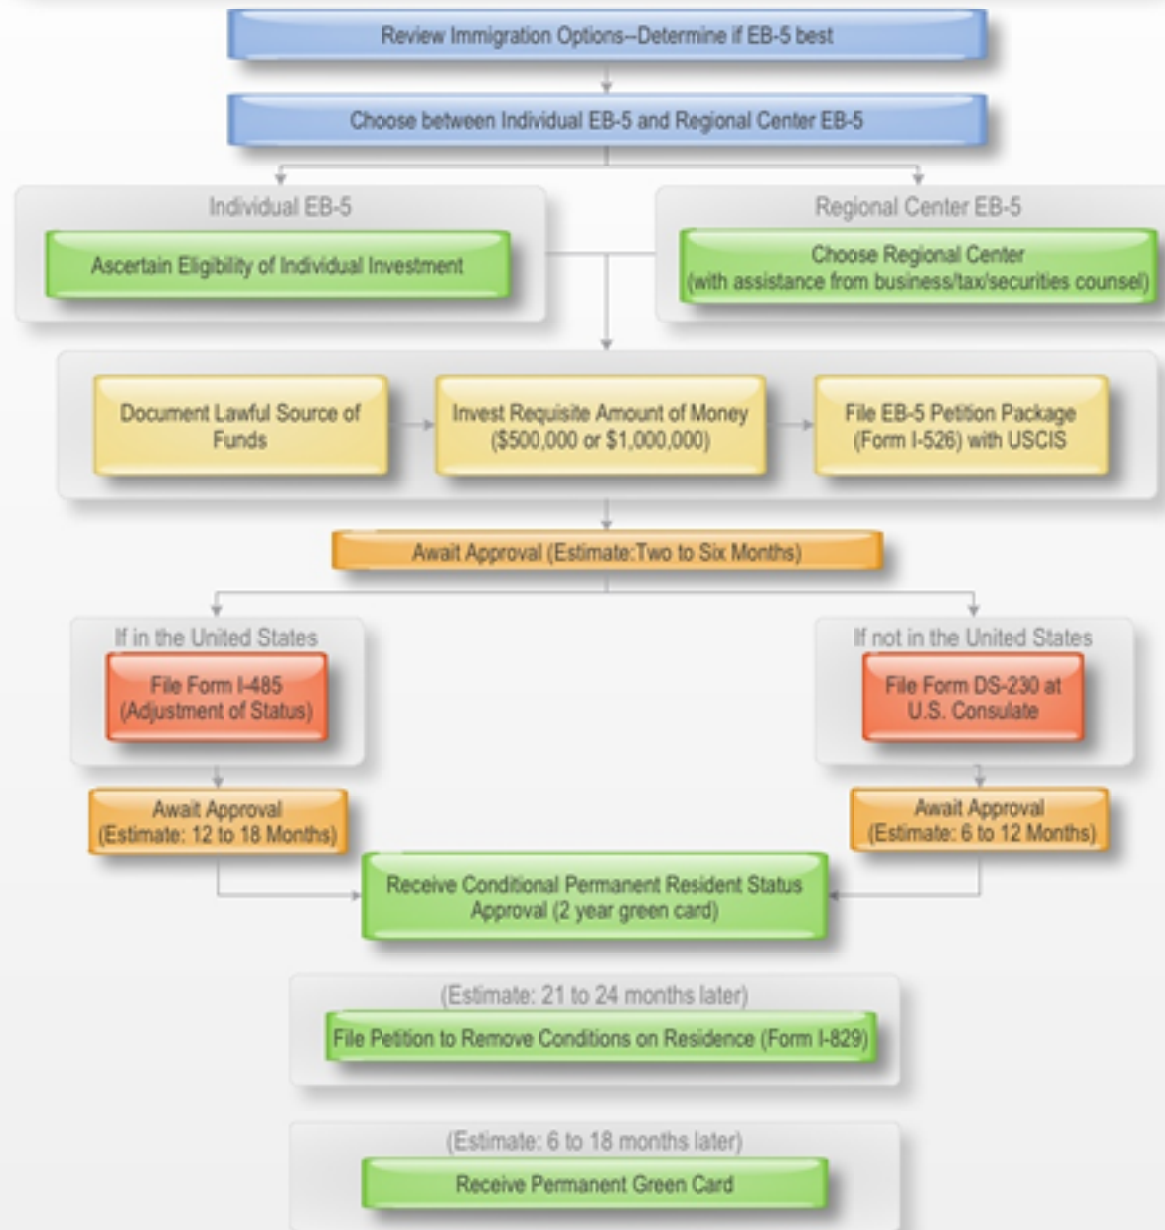 Review Immigration Options--Determine if EB-5 best
Choose between Individual EB-5 and Regional Center EB-5
Individual EB-5
Ascertain Eligibility of Individual Investment
Regional Center EB-5
Choose Regional Center
(with assistance from business/tax/securities counsel)
Document Lawful Source of
Funds
Invest Requisite Amount of Money
($500,000 or $1,000,000)
File EB-5 Petition Package
(Form I-526) with USCIS
Await Approval (Estimate:Two to Six Months)
If in the United States
File Form I-485
(Adjustment of Status)
If not in the United States
File Form DS-230 at
U.S. Consulate
Await Approval
(Estimate: 12 to 18 Months)
Await Approval
(Estimate: 6 to 12 Months)
Receive Conditional Permanent Resident Status
Approval (2 year green card)
(Estimate: 21 to 24 months later)
File Petition to Remove Conditions on Residence (Form I-829)
(Estimate: 6 to 18 months later)
Receive Permanent Green Card